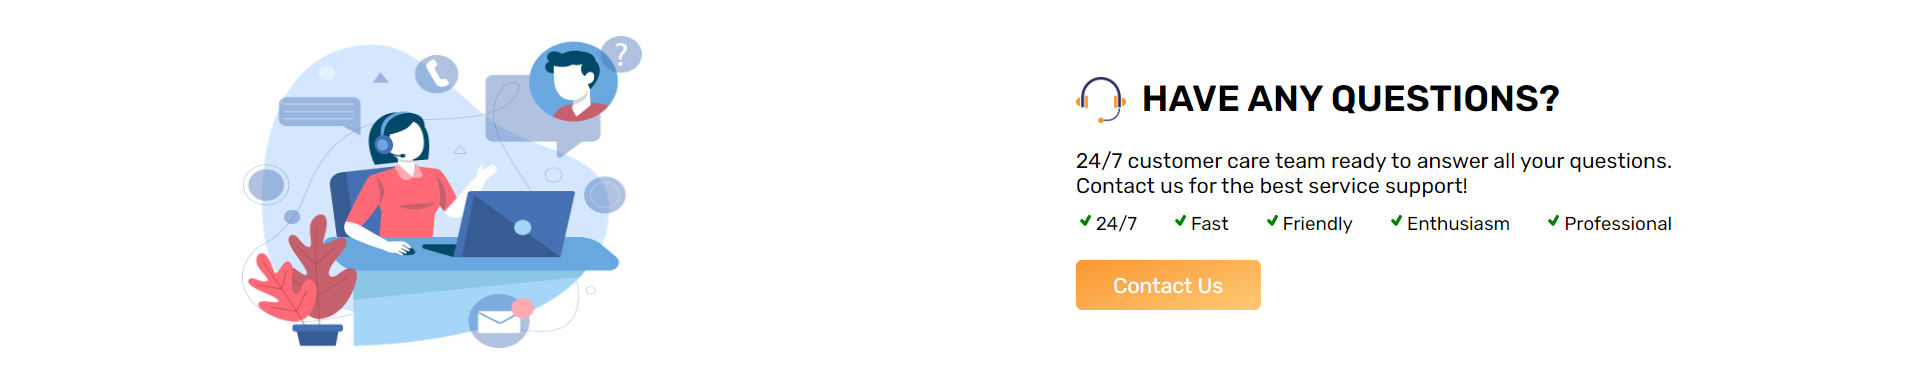 ?
HAVE ANY QUESTIONS?
24/7 customer care team ready to answer all your questions.
Contact us for the best service support!
24/7 Fast Friendly Enthusiasm Professional
Contact Us